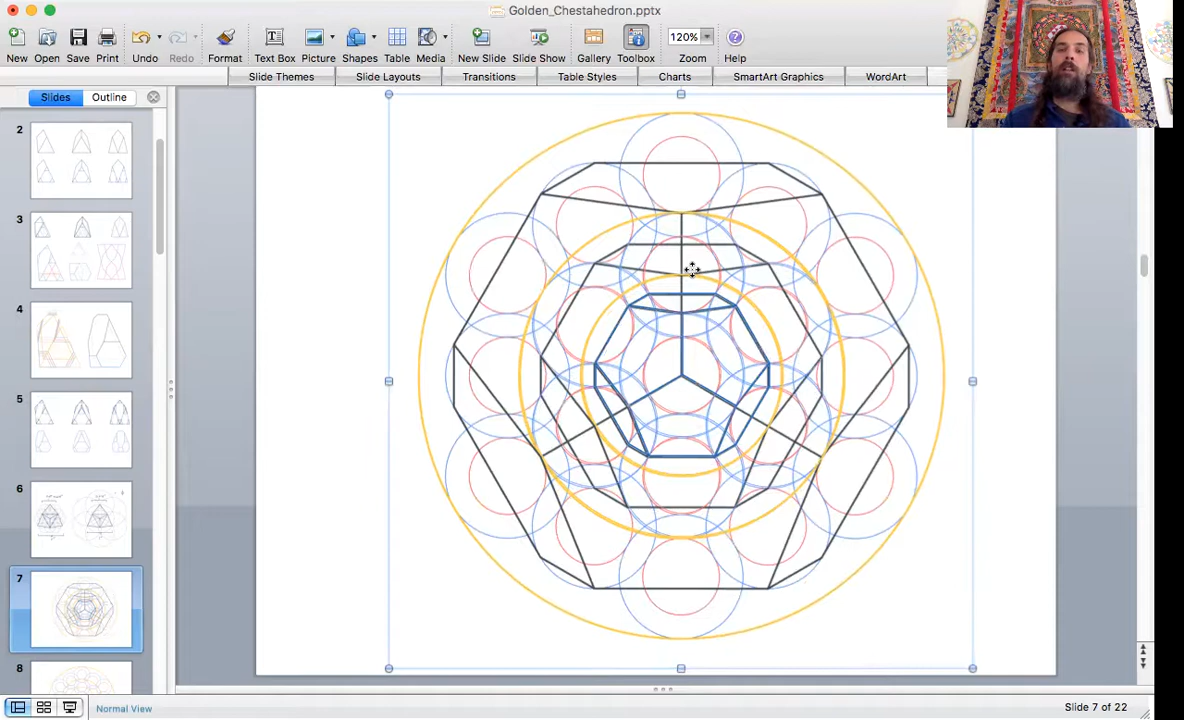 Golden_Chestahedron.pptx
120%
New Open Save Print Undo Redo Format Text Box Picture Shapes Table Media New Slide Slide Show Gallery Toolbox Zoom Help
Slide Themes Slide Layouts Transitions Table Styles Charts SmartArt Graphics WordArt
Slides Outline
2
3
4
5
6
7
8
Normal View
Slide 7 of 22